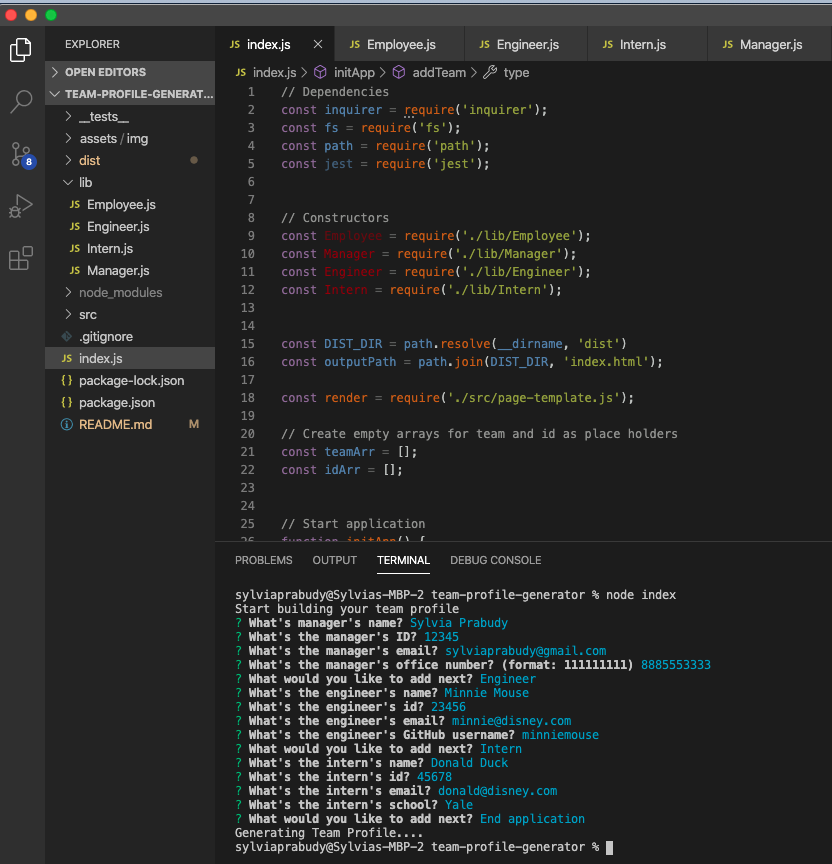 EXPLORER
OPEN EDITORS
TEAM-PROFILE-GENERAT...
__tests__
assets / img
dist
lib
JS Employee.js
JS Engineer.js
JS Intern.js
JS Manager.js
node_modules
src
.gitignore
JS index.js
{} package-lock.json
{} package.json
README.md M
8
JS index.js
JS Employee.js
JS Engineer.js
JS Intern.js
JS Manager.js
JS index.js > initApp > addTeam > type
1 // Dependencies
2 const inquirer = require('inquirer');
3 const fs = require('fs');
4 const path = require('path');
5 const jest = require('jest');
6
7
8 // Constructors
9 const Employee = require('./lib/Employee');
10 const Manager = require('./lib/Manager');
11 const Engineer = require('./lib/Engineer');
12 const Intern = require('./lib/Intern');
13
14
15 const DIST_DIR = path.resolve(__dirname, 'dist')
16 const outputPath = path.join(DIST_DIR, 'index.html');
17
18 const render = require('./src/page-template.js');
19
20 // Create empty arrays for team and id as place holders
21 const teamArr = [];
22 const idArr = [];
23
24
25 // Start application
26 function initApp() {
PROBLEMS OUTPUT TERMINAL DEBUG CONSOLE
sylviaprabudy@Sylvias-MBP-2 team-profile-generator % node index
Start building your team profile
? What's manager's name? Sylvia Prabudy
? What's the manager's ID? 12345
? What's the manager's email? sylviaprabudy@gmail.com
? What's the manager's office number? (format: 111111111) 8885553333
? What would you like to add next? Engineer
? What's the engineer's name? Minnie Mouse
? What's the engineer's id? 23456
? What's the engineer's email? minnie@disney.com
? What's the engineer's GitHub username? minniemouse
? What would you like to add next? Intern
? What's the intern's name? Donald Duck
? What's the intern's id? 45678
? What's the intern's email? donald@disney.com
? What's the intern's school? Yale
? What would you like to add next? End application
Generating Team Profile....
sylviaprabudy@Sylvias-MBP-2 team-profile-generator %